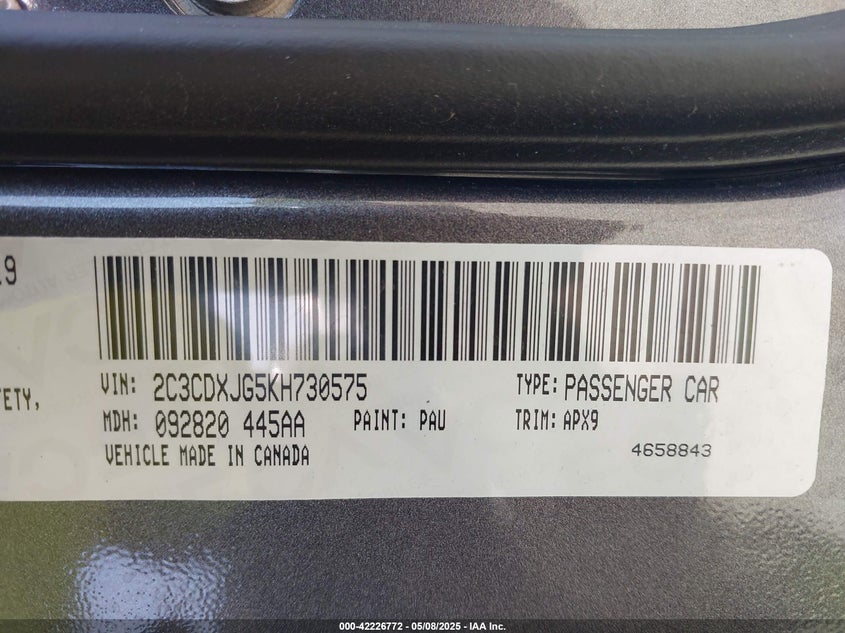 .9
VIN: 2C3CDXJG5KH730575 TYPE: PASSENGER CAR
FETY,
MDH: 092820 445AA PAINT: PAU TRIM: APX9
VEHICLE MADE IN CANADA 4658843
000-42226772 — 05/08/2025 — IAA Inc.